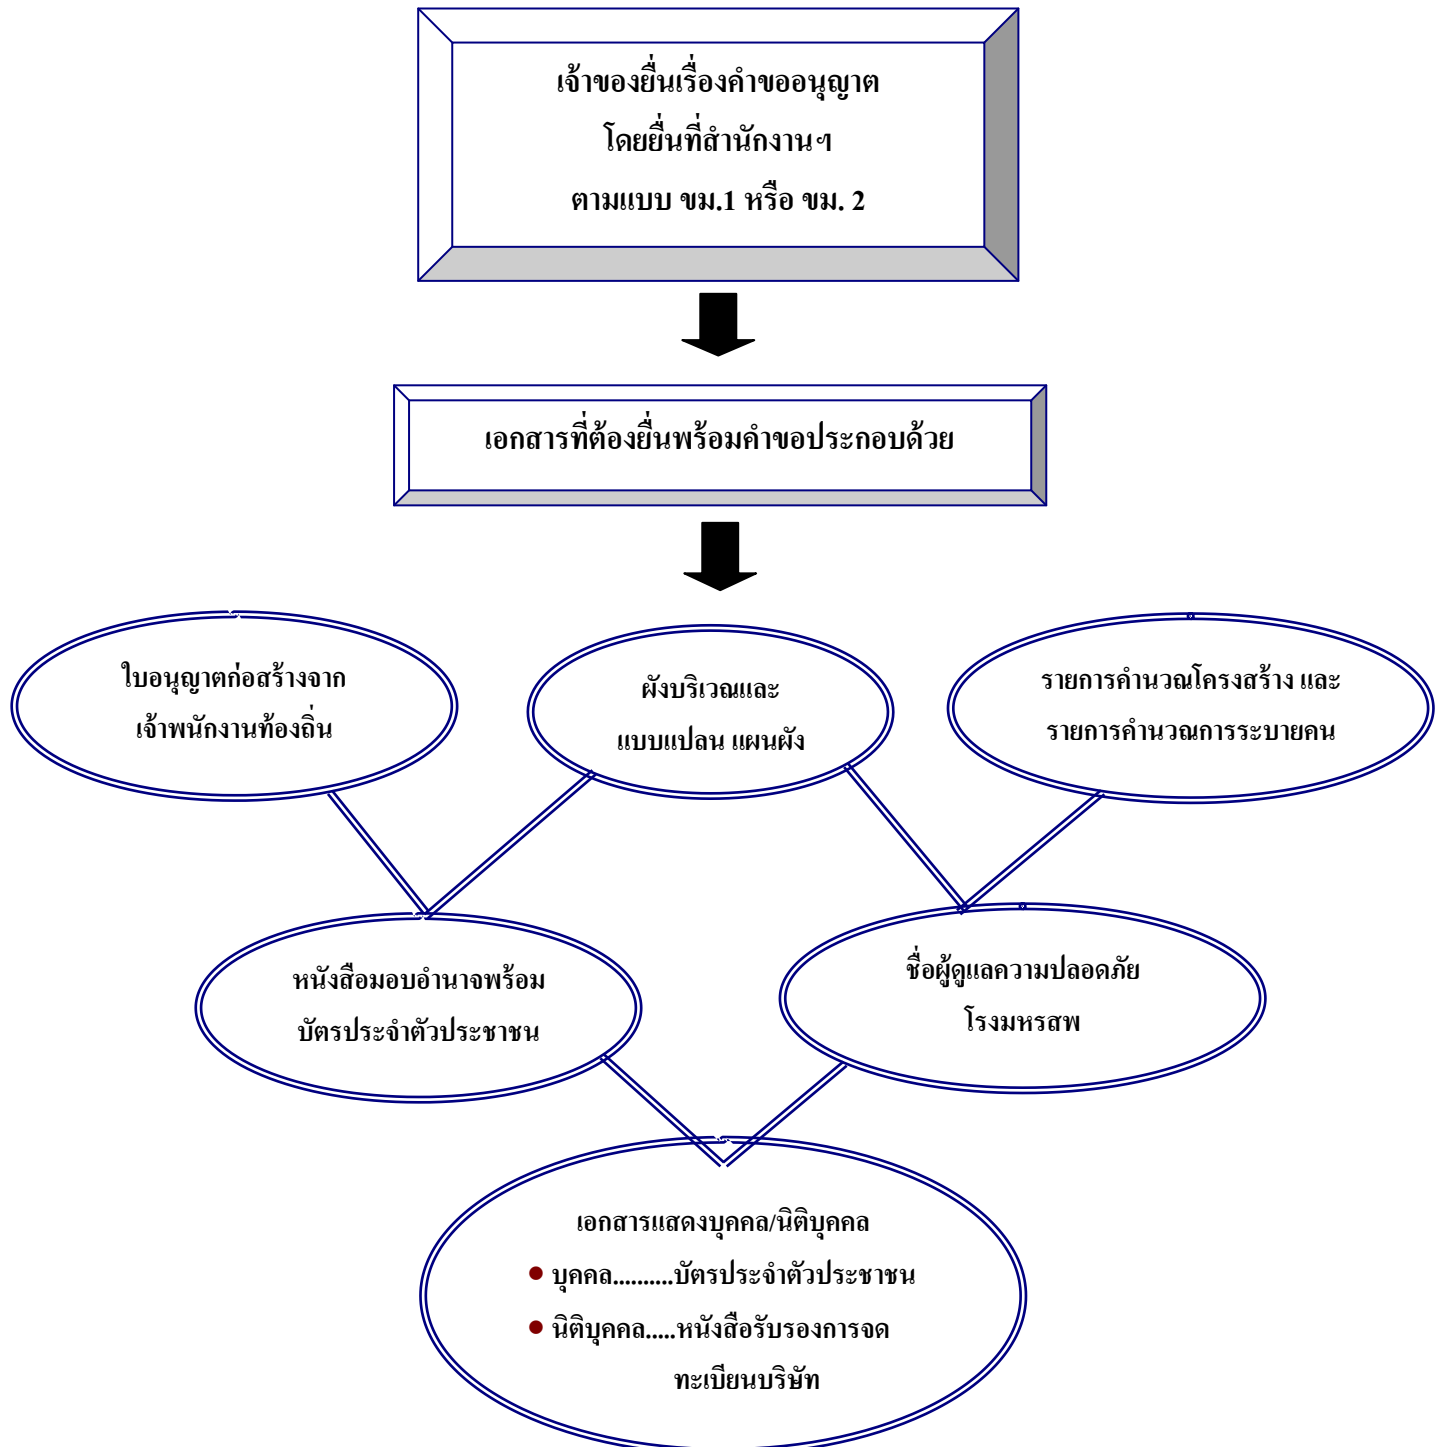 เจ้าของยื่นเรื่องคำขออนุญาต
โดยยื่นที่สำนักงานฯ
ตามแบบ ขม.1 หรือ ขม. 2
เอกสารที่ต้องยื่นพร้อมคำขอประกอบด้วย
ใบอนุญาตก่อสร้างจาก
เจ้าพนักงานท้องถิ่น
ผังบริเวณและ
แบบแปลน แผนผัง
รายการคำนวณโครงสร้าง และ
รายการคำนวณการระบายคน
หนังสือมอบอำนาจพร้อม
บัตรประจำตัวประชาชน
ชื่อผู้ดูแลความปลอดภัย
โรงมหรสพ
เอกสารแสดงบุคคล/นิติบุคคล
● บุคคล..........บัตรประจำตัวประชาชน
● นิติบุคคล.....หนังสือรับรองการจด
ทะเบียนบริษัท